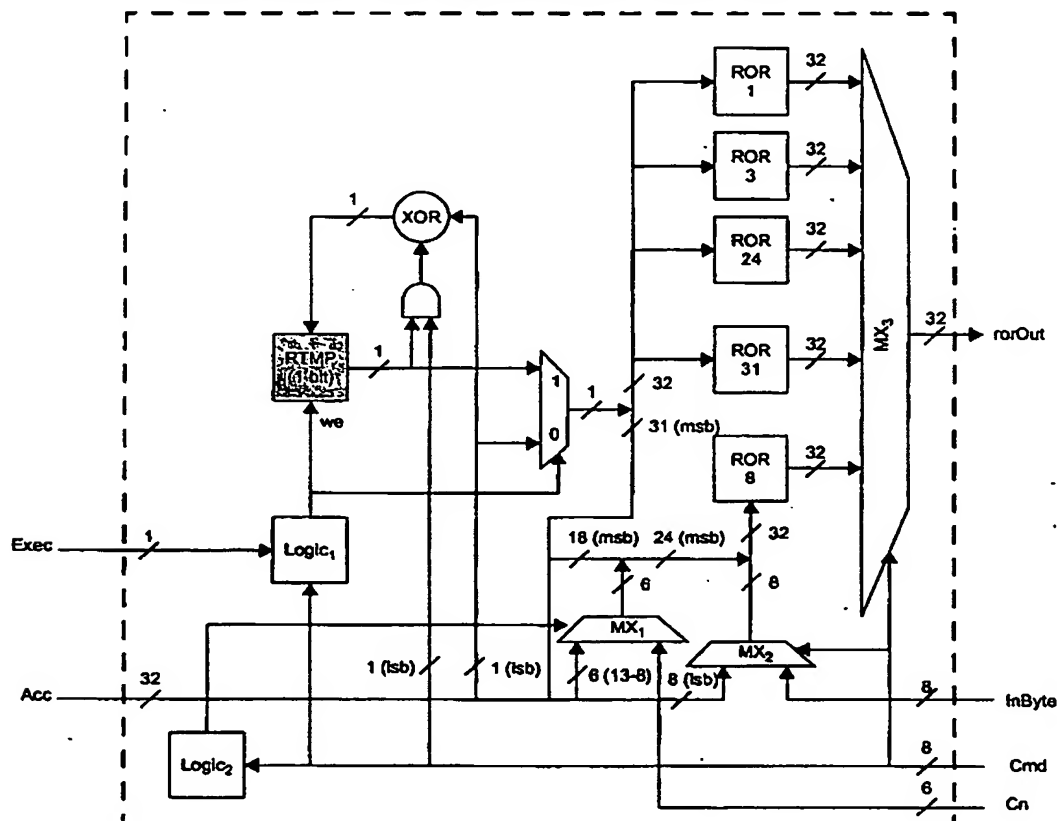 ROR
1
32
ROR
3
32
ROR
24
32
ROR
31
32
ROR
8
32
MX3
32
rorOut
1
XOR
RTMP
(1 bit)
1
we
1
0
1
32
31 (msb)
Exec
1
Logic1
18 (msb)
24 (msb)
32
6
8
MX1
MX2
1 (lsb)
1 (lsb)
6 (13-8)
8 (lsb)
Acc
32
8
InByte
Logic2
8
Cmd
6
Cn